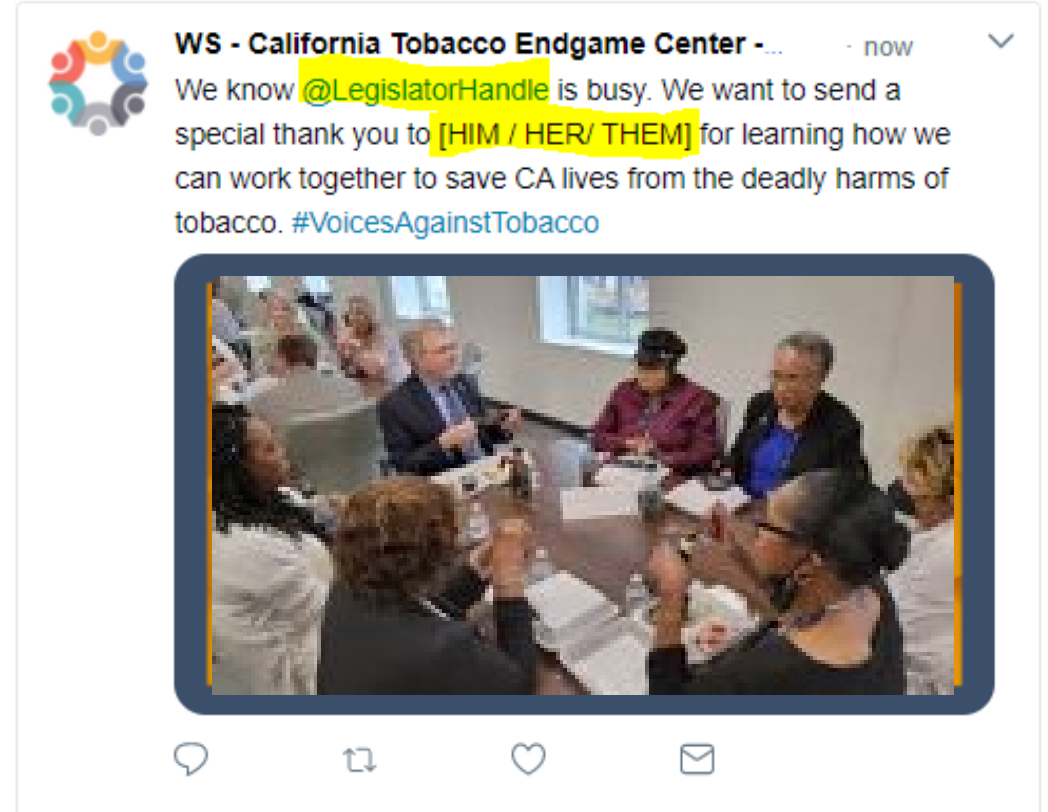 WS - California Tobacco Endgame Center -... · now
We know @LegislatorHandle is busy. We want to send a
special thank you to [HIM / HER/ THEM] for learning how we
can work together to save CA lives from the deadly harms of
tobacco. #VoicesAgainstTobacco